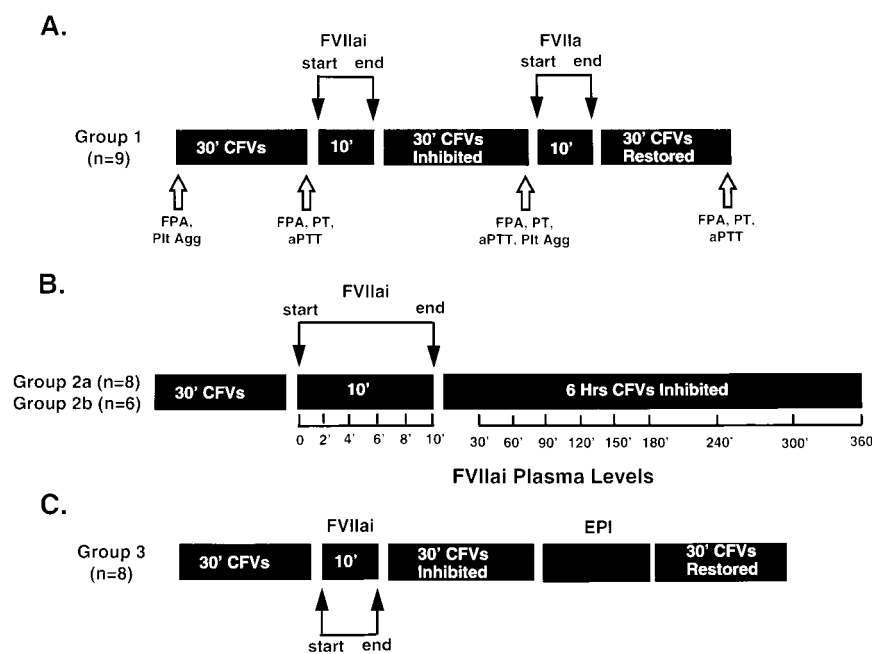 A.
FVIIai
start end
FVIIa
start end
Group 1
(n=9)
30' CFVs
10'
30' CFVs
Inhibited
10'
30' CFVs
Restored
FPA,
Plt Agg
FPA, PT,
aPTT
FPA, PT,
aPTT, Plt Agg
FPA, PT,
aPTT
B.
FVIIai
start end
Group 2a (n=8)
Group 2b (n=6)
30' CFVs
10'
6 Hrs CFVs Inhibited
0 2' 4' 6' 8' 10' 30' 60' 90' 120' 150' 180' 240' 300' 360
FVIIai Plasma Levels
C.
FVIIai
EPI
Group 3
(n=8)
30' CFVs
10'
30' CFVs
Inhibited
30' CFVs
Restored
start end